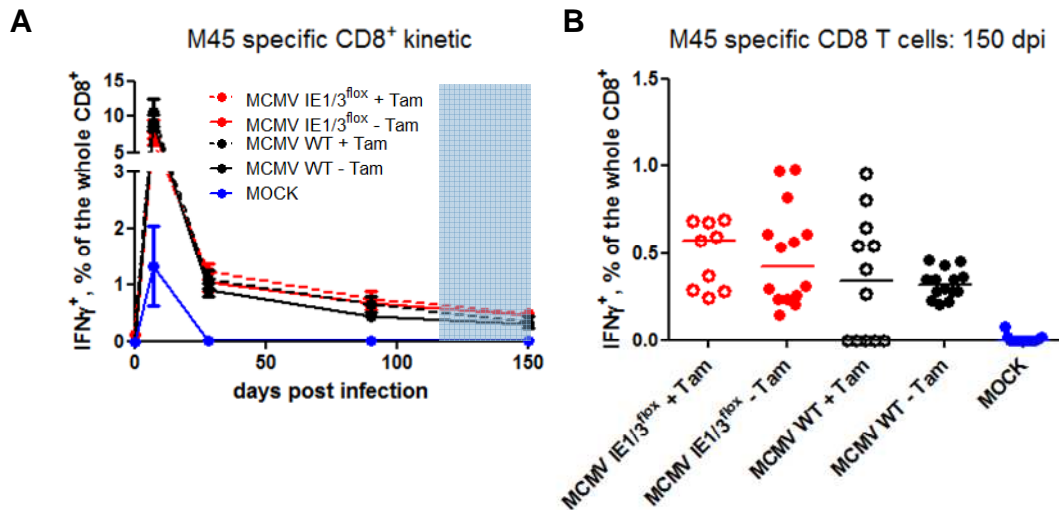 A
M45 specific CD8⁺ kinetic
IFNγ⁺, % of the whole CD8⁺
15
10
5
3
2
1
0
MCMV IE1/3ᶠˡᵒˣ + Tam
MCMV IE1/3ᶠˡᵒˣ - Tam
MCMV WT + Tam
MCMV WT - Tam
MOCK
0 50 100 150
days post infection
B
M45 specific CD8 T cells: 150 dpi
IFNγ⁺, % of the whole CD8⁺
1.5
1.0
0.5
0.0
MCMV IE1/3ᶠˡᵒˣ + Tam
MCMV IE1/3ᶠˡᵒˣ - Tam
MCMV WT + Tam
MCMV WT - Tam
MOCK